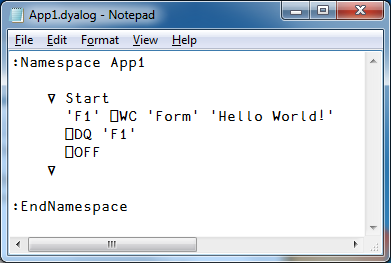 App1.dyalog - Notepad
File Edit Format View Help
:Namespace App1
    ∇ Start
      'F1' ⎕WC 'Form' 'Hello World!'
      ⎕DQ 'F1'
      ⎕OFF
    ∇
:EndNamespace